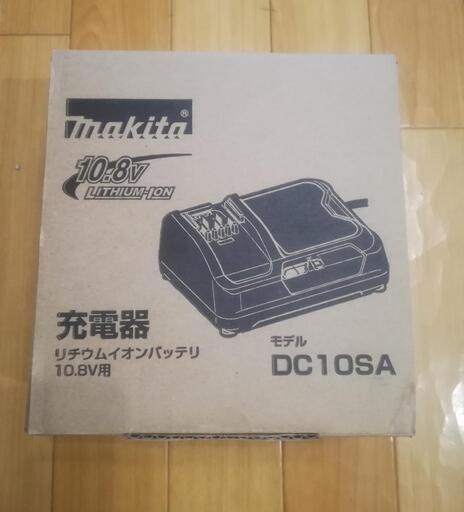 makita®
10.8V
LITHIUM-ION
充電器
リチウムイオンバッテリ
10.8V用
モデル
DC10SA